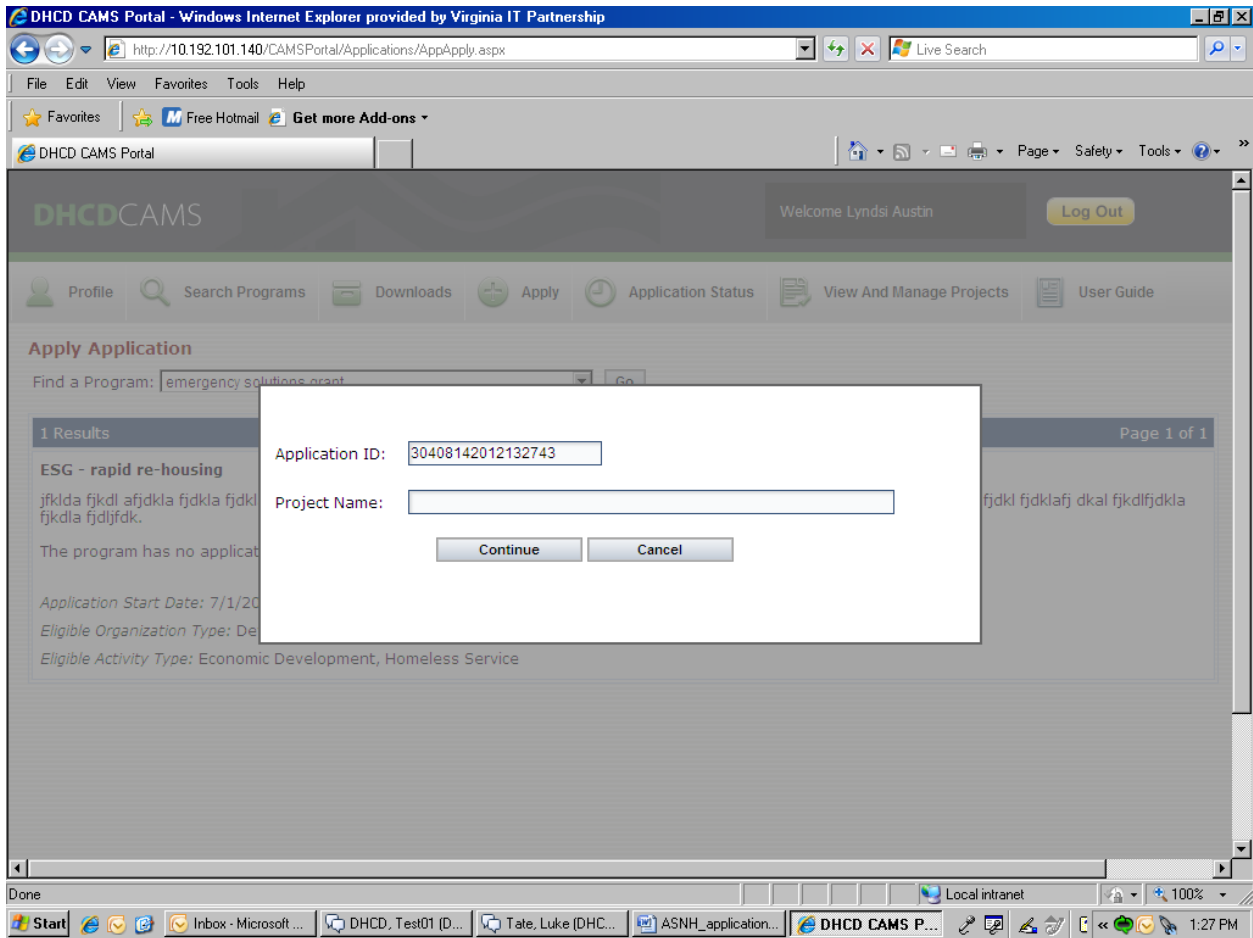 DHCD CAMS Portal - Windows Internet Explorer provided by Virginia IT Partnership
http://10.192.101.140/CAMSPortal/Applications/AppApply.aspx
Live Search
File Edit View Favorites Tools Help
Favorites Free Hotmail Get more Add-ons
DHCD CAMS Portal
Page Safety Tools »
DHCDCAMS
Welcome Lyndsi Austin
Log Out
Profile Search Programs Downloads Apply Application Status View And Manage Projects User Guide
Apply Application
Find a Program: emergency solutions grant Go
1 Results Page 1 of 1
ESG - rapid re-housing
jfklda fjkdl afjdkla fjdkla fjdkl fjdkl fjdklafj dkal fjkdlfjdkla
fjkdla fjdljfdk.
The program has no applicat
Application Start Date: 7/1/20
Eligible Organization Type: De
Eligible Activity Type: Economic Development, Homeless Service
Application ID: 30408142012132743
Project Name:
Continue Cancel
Done Local intranet 100%
Start Inbox - Microsoft ... DHCD, Test01 (D... Tate, Luke (DHC... ASNH_application... DHCD CAMS P... « 1:27 PM